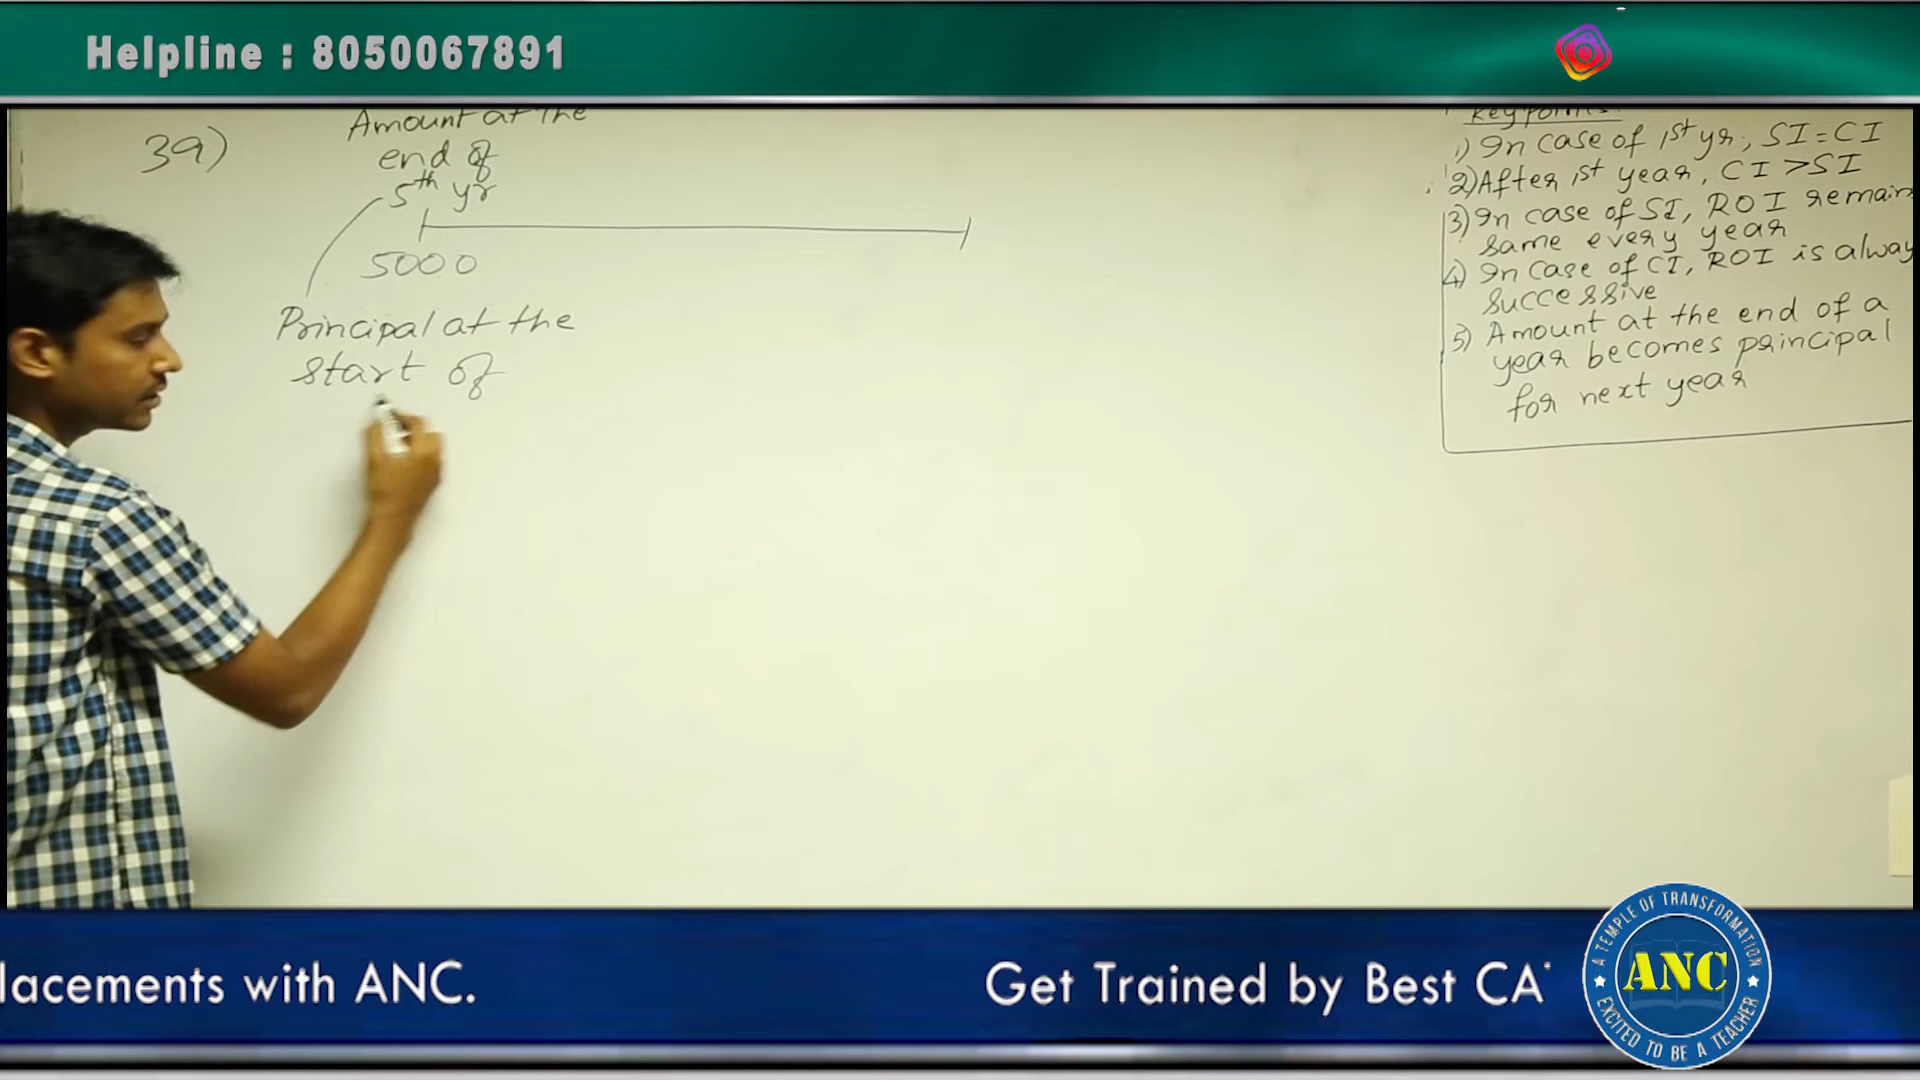 Helpline : 8050067891
39)
Amount at the
end of
5th yr
5000
Principal at the
start of
Key points
1) In case of 1st yr, SI = CI
2) After 1st year, CI > SI
3) In case of SI, ROI remain
same every year
4) In case of CI, ROI is alway
successive
5) Amount at the end of a
year becomes principal
for next year
lacements with ANC.
Get Trained by Best CA
A TEMPLE OF TRANSFORMATION
ANC
EXCITED TO BE A TEACHER